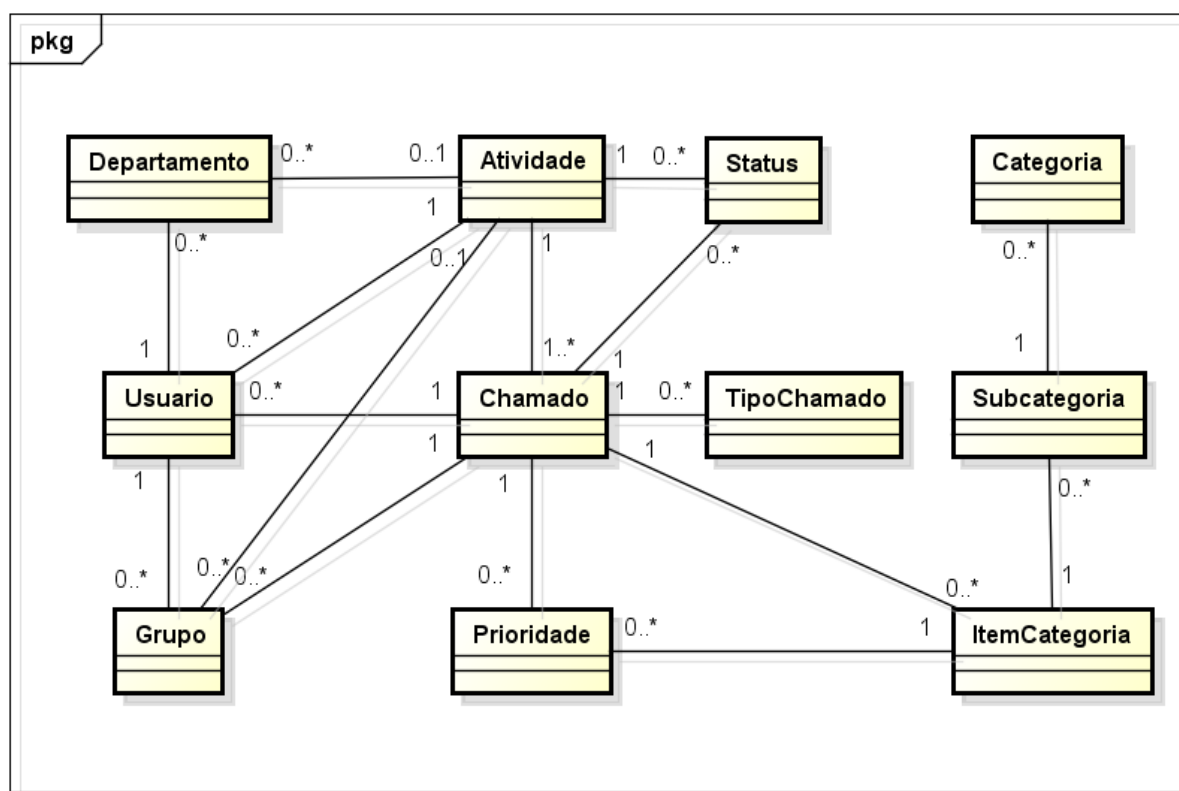 pkg
Departamento 0..* 0..1 Atividade 1 0..* Status Categoria
0..* 1 0..1 1 0..* 0..*
1 0..* 1..* 1 1
Usuario 0..* 1 Chamado 1 0..* TipoChamado Subcategoria
1 1 1 1 0..*
0..* 0..* 0..* 0..* 0..* 1
Grupo Prioridade 0..* 1 ItemCategoria